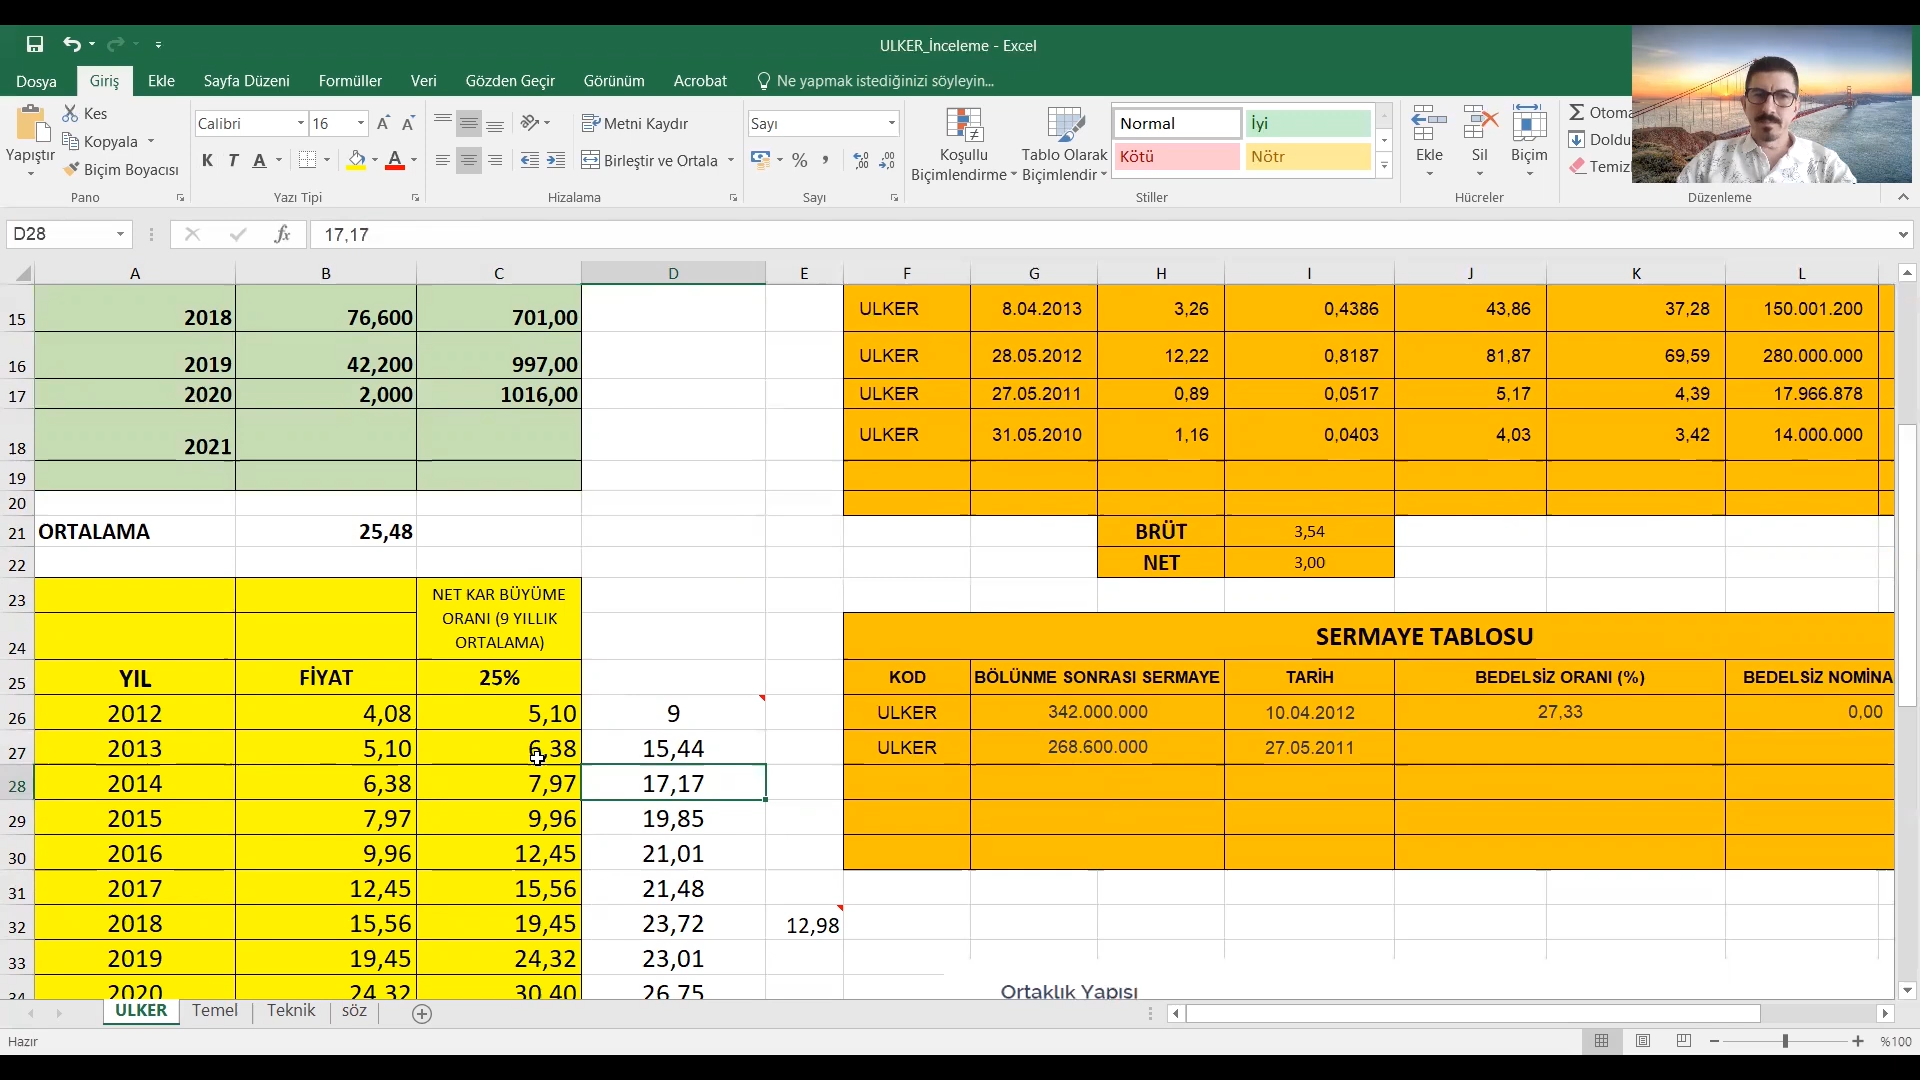 ULKER_İnceleme - Excel
Dosya Giriş Ekle Sayfa Düzeni Formüller Veri Gözden Geçir Görünüm Acrobat Ne yapmak istediğinizi söyleyin...
Yapıştır
Kes
Kopyala
Biçim Boyacısı
Pano
Calibri 16
K T A
Yazı Tipi
Metni Kaydır
Birleştir ve Ortala
Hizalama
Sayı
Sayı
Koşullu Biçimlendirme
Tablo Olarak Biçimlendir
Normal İyi
Kötü Nötr
Stiller
Ekle Sil Biçim
Hücreler
Otoma
Doldu
Temiz
Düzenleme
D28 fx 17,17
A B C D E F G H I J K L
15 2018 76,600 701,00 ULKER 8.04.2013 3,26 0,4386 43,86 37,28 150.001.200
16 2019 42,200 997,00 ULKER 28.05.2012 12,22 0,8187 81,87 69,59 280.000.000
17 2020 2,000 1016,00 ULKER 27.05.2011 0,89 0,0517 5,17 4,39 17.966.878
18 2021 ULKER 31.05.2010 1,16 0,0403 4,03 3,42 14.000.000
19
20
21 ORTALAMA 25,48 BRÜT 3,54
22 NET 3,00
23
24
NET KAR BÜYÜME
ORANI (9 YILLIK
ORTALAMA)
SERMAYE TABLOSU
25 YIL FİYAT 25% KOD BÖLÜNME SONRASI SERMAYE TARİH BEDELSİZ ORANI (%) BEDELSİZ NOMİNA
26 2012 4,08 5,10 9 ULKER 342.000.000 10.04.2012 27,33 0,00
27 2013 5,10 6,38 15,44 ULKER 268.600.000 27.05.2011
28 2014 6,38 7,97 17,17
29 2015 7,97 9,96 19,85
30 2016 9,96 12,45 21,01
31 2017 12,45 15,56 21,48
32 2018 15,56 19,45 23,72 12,98
33 2019 19,45 24,32 23,01
34 2020 24,32 30,40 26,75 Ortaklık Yapısı
ULKER Temel Teknik söz
Hazır %100